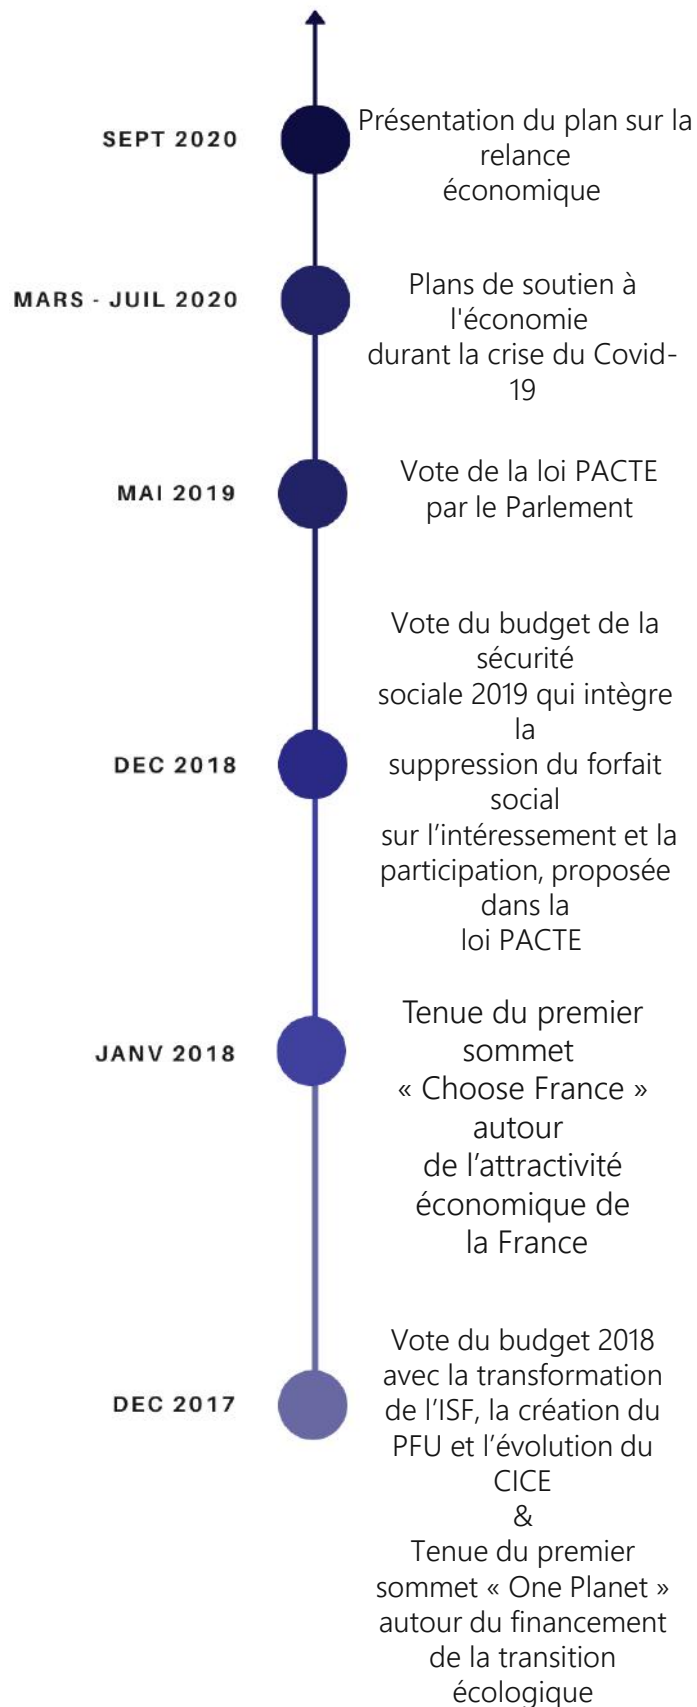 SEPT 2020
Présentation du plan sur la
relance
économique
MARS - JUIL 2020
Plans de soutien à
l'économie
durant la crise du Covid-
19
MAI 2019
Vote de la loi PACTE
par le Parlement
DEC 2018
Vote du budget de la
sécurité
sociale 2019 qui intègre
la
suppression du forfait
social
sur l’intéressement et la
participation, proposée
dans la
loi PACTE
JANV 2018
Tenue du premier
sommet
« Choose France »
autour
de l’attractivité
économique de
la France
DEC 2017
Vote du budget 2018
avec la transformation
de l’ISF, la création du
PFU et l’évolution du
CICE
&
Tenue du premier
sommet « One Planet »
autour du financement
de la transition
écologique